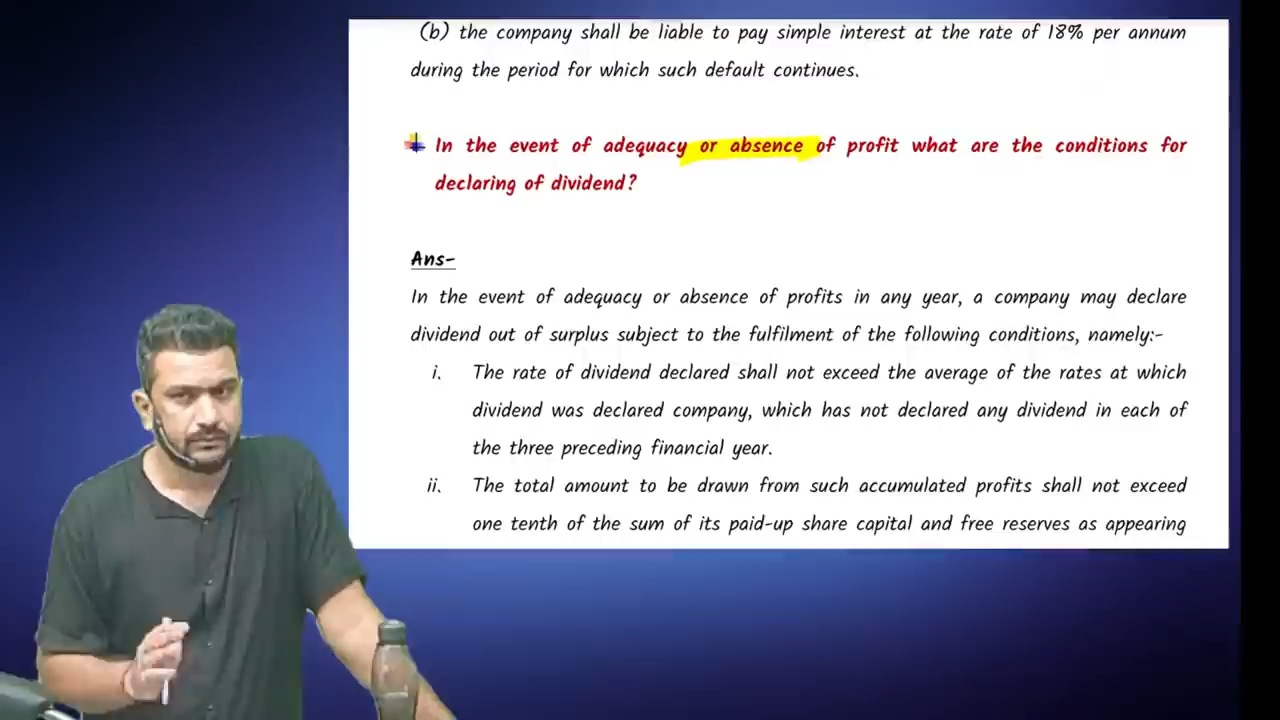 (b) the company shall be liable to pay simple interest at the rate of 18% per annum
during the period for which such default continues.
In the event of adequacy or absence of profit what are the conditions for
declaring of dividend?
Ans-
In the event of adequacy or absence of profits in any year, a company may declare
dividend out of surplus subject to the fulfilment of the following conditions, namely:-
i. The rate of dividend declared shall not exceed the average of the rates at which
dividend was declared company, which has not declared any dividend in each of
the three preceding financial year.
ii. The total amount to be drawn from such accumulated profits shall not exceed
one tenth of the sum of its paid-up share capital and free reserves as appearing